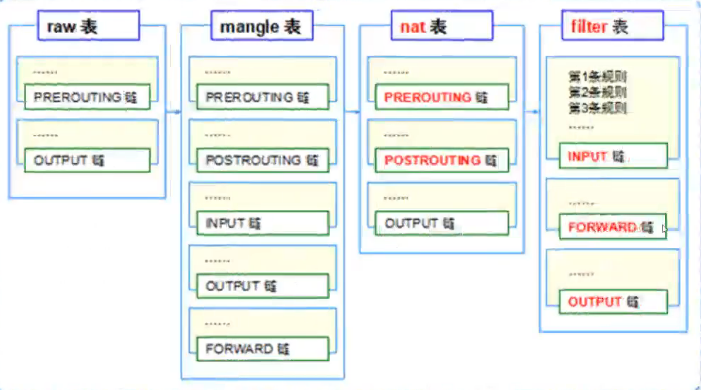 raw 表
......
PREROUTING 链
......
OUTPUT 链
mangle 表
......
PREROUTING 链
......
POSTROUTING 链
......
INPUT 链
......
OUTPUT 链
......
FORWARD 链
nat 表
......
PREROUTING 链
......
POSTROUTING 链
......
OUTPUT 链
filter 表
第1条规则
第2条规则
第3条规则
......
INPUT 链
......
FORWARD 链
......
OUTPUT 链